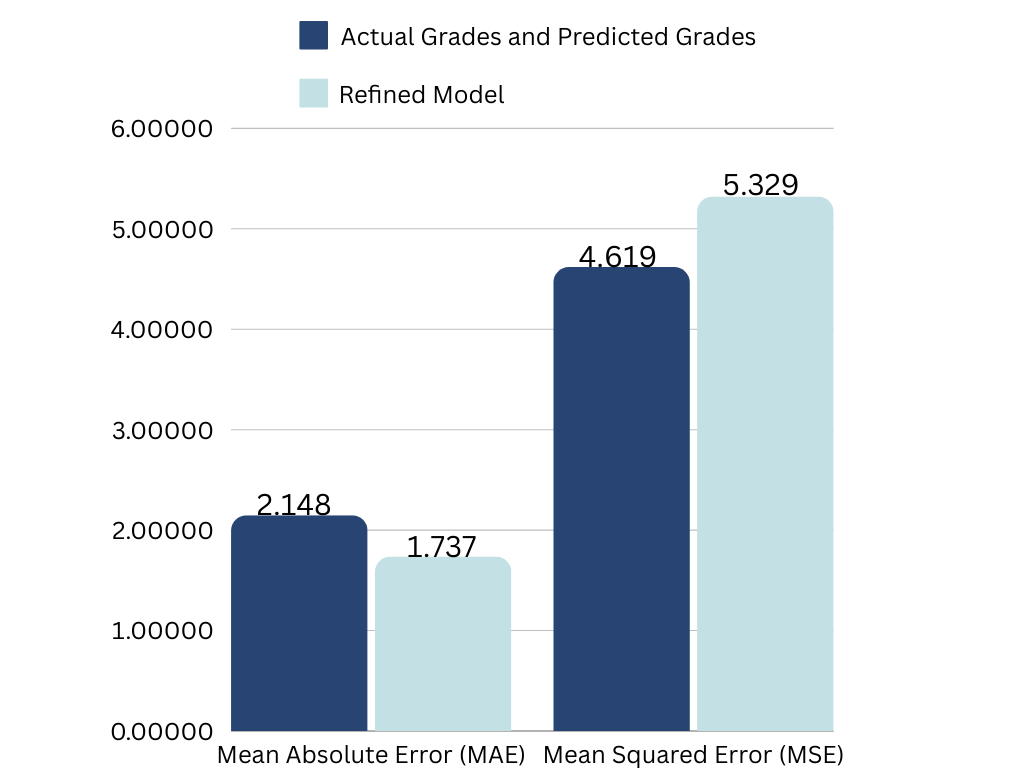 Actual Grades and Predicted Grades
Refined Model
6.00000
5.00000
4.00000
3.00000
2.00000
1.00000
0.00000
2.148
1.737
4.619
5.329
Mean Absolute Error (MAE)
Mean Squared Error (MSE)